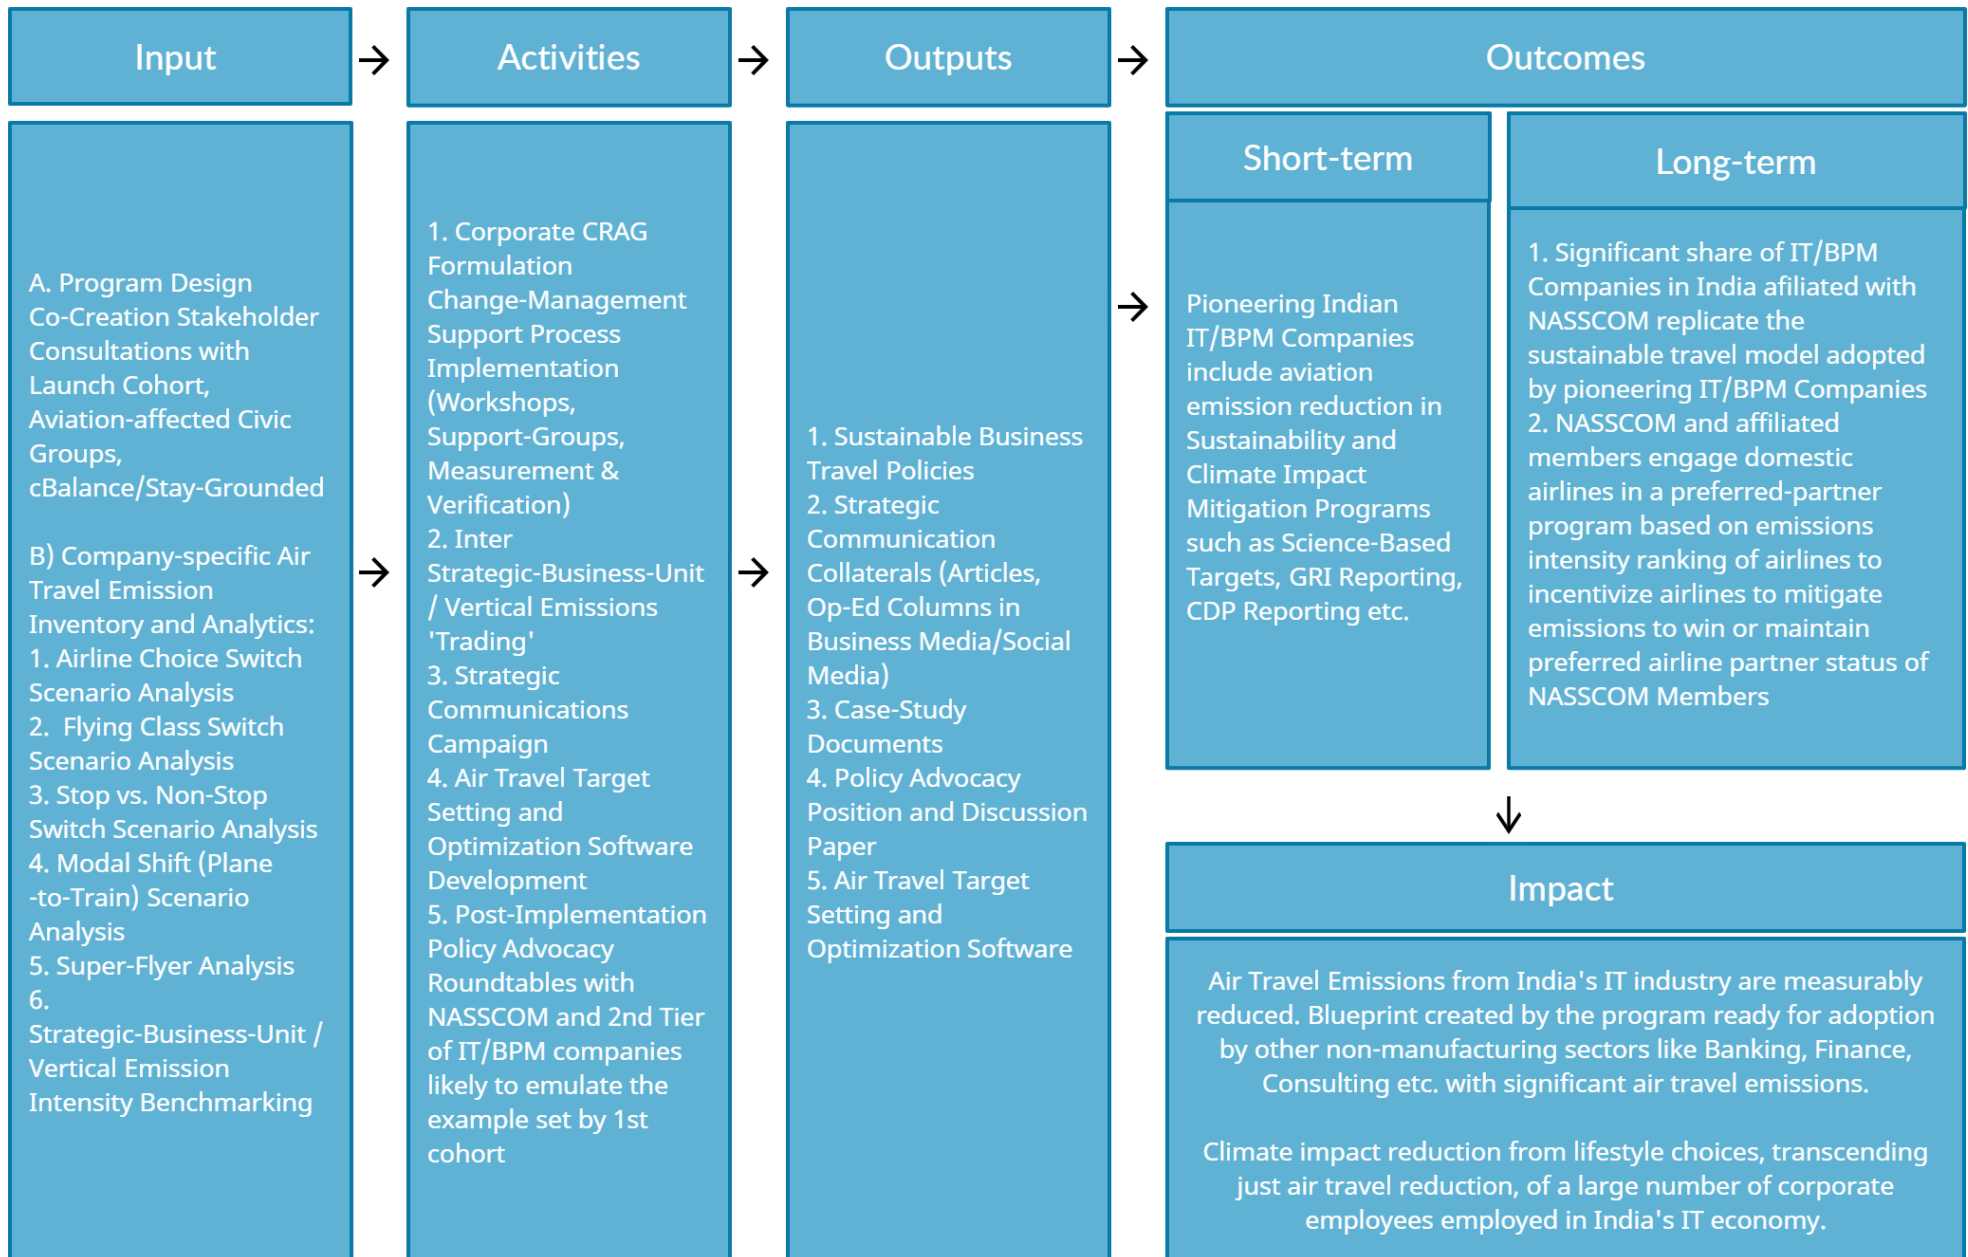 Input
Activities
Outputs
Outcomes
A. Program Design
Co-Creation Stakeholder
Consultations with
Launch Cohort,
Aviation-affected Civic
Groups,
cBalance/Stay-Grounded
B) Company-specific Air
Travel Emission
Inventory and Analytics:
1. Airline Choice Switch
Scenario Analysis
2. Flying Class Switch
Scenario Analysis
3. Stop vs. Non-Stop
Switch Scenario Analysis
4. Modal Shift (Plane
-to-Train) Scenario
Analysis
5. Super-Flyer Analysis
6.
Strategic-Business-Unit /
Vertical Emission
Intensity Benchmarking
1. Corporate CRAG
Formulation
Change-Management
Support Process
Implementation
(Workshops,
Support-Groups,
Measurement &
Verification)
2. Inter
Strategic-Business-Unit
/ Vertical Emissions
'Trading'
3. Strategic
Communications
Campaign
4. Air Travel Target
Setting and
Optimization Software
Development
5. Post-Implementation
Policy Advocacy
Roundtables with
NASSCOM and 2nd Tier
of IT/BPM companies
likely to emulate the
example set by 1st
cohort
1. Sustainable Business
Travel Policies
2. Strategic
Communication
Collaterals (Articles,
Op-Ed Columns in
Business Media/Social
Media)
3. Case-Study
Documents
4. Policy Advocacy
Position and Discussion
Paper
5. Air Travel Target
Setting and
Optimization Software
Short-term
Pioneering Indian
IT/BPM Companies
include aviation
emission reduction in
Sustainability and
Climate Impact
Mitigation Programs
such as Science-Based
Targets, GRI Reporting,
CDP Reporting etc.
Long-term
1. Significant share of IT/BPM
Companies in India afiliated with
NASSCOM replicate the
sustainable travel model adopted
by pioneering IT/BPM Companies
2. NASSCOM and affiliated
members engage domestic
airlines in a preferred-partner
program based on emissions
intensity ranking of airlines to
incentivize airlines to mitigate
emissions to win or maintain
preferred airline partner status of
NASSCOM Members
Impact
Air Travel Emissions from India's IT industry are measurably
reduced. Blueprint created by the program ready for adoption
by other non-manufacturing sectors like Banking, Finance,
Consulting etc. with significant air travel emissions.
Climate impact reduction from lifestyle choices, transcending
just air travel reduction, of a large number of corporate
employees employed in India's IT economy.